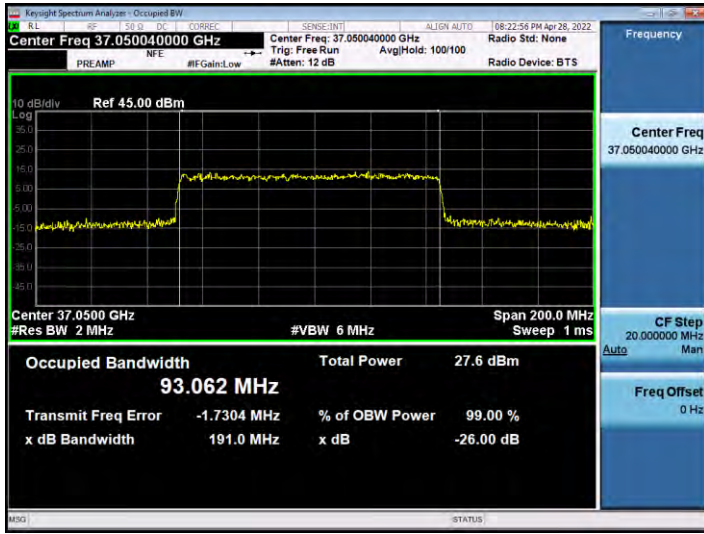 Keysight Spectrum Analyzer - Occupied BW
RL RF 50 Ω DC CORREC SENSE:INT ALIGN AUTO 08:22:56 PM Apr 28, 2022
Center Freq 37.050040000 GHz Center Freq: 37.050040000 GHz Radio Std: None
NFE Trig: Free Run Avg|Hold: 100/100
PREAMP #IFGain:Low #Atten: 12 dB Radio Device: BTS
10 dB/div Ref 45.00 dBm
Log
35.0
25.0
15.0
5.00
-5.00
-15.0
-25.0
-35.0
-45.0
Center 37.0500 GHz Span 200.0 MHz
#Res BW 2 MHz #VBW 6 MHz Sweep 1 ms
Occupied Bandwidth Total Power 27.6 dBm
93.062 MHz
Transmit Freq Error -1.7304 MHz % of OBW Power 99.00 %
x dB Bandwidth 191.0 MHz x dB -26.00 dB
MSG STATUS
Frequency
Center Freq
37.050040000 GHz
CF Step
20.000000 MHz
Auto Man
Freq Offset
0 Hz